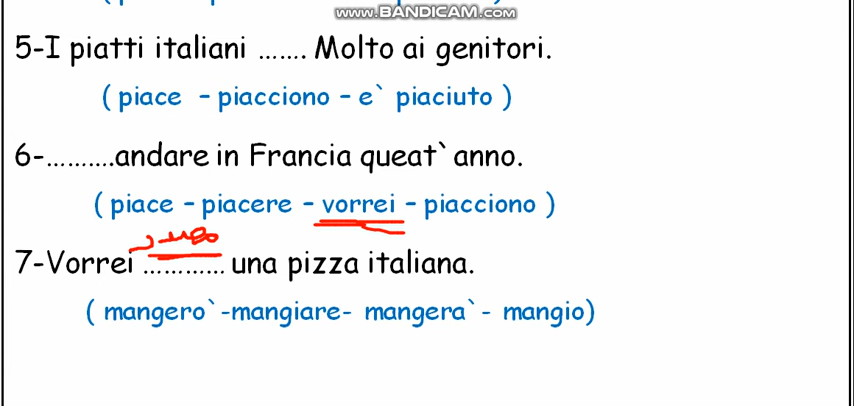 www.BANDICAM.com
5-I piatti italiani ....... Molto ai genitori.
( piace - piacciono - e` piaciuto )
6-..........andare in Francia queat` anno.
( piace - piacere - vorrei - piacciono )
7-Vorrei ............ una pizza italiana.
( mangero` -mangiare- mangera` - mangio)